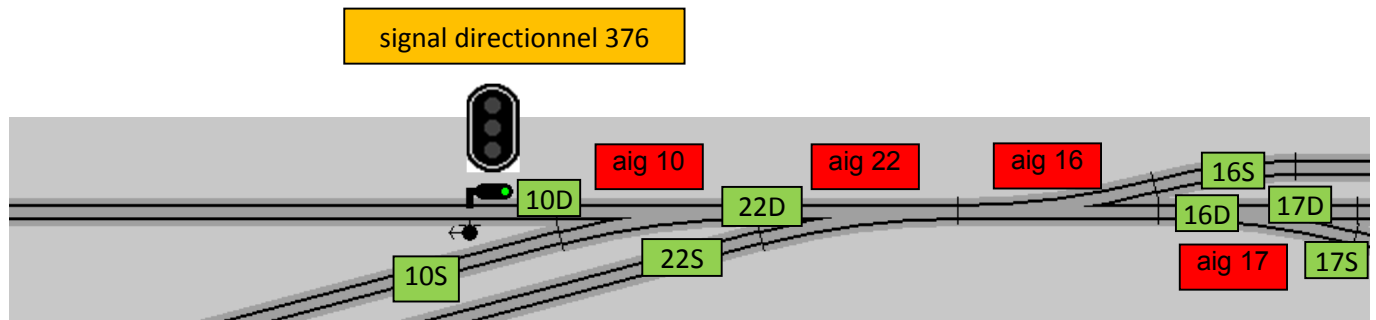 signal directionnel 376
aig 10
aig 22
aig 16
16S
10D
22D
16D
17D
10S
22S
aig 17
17S